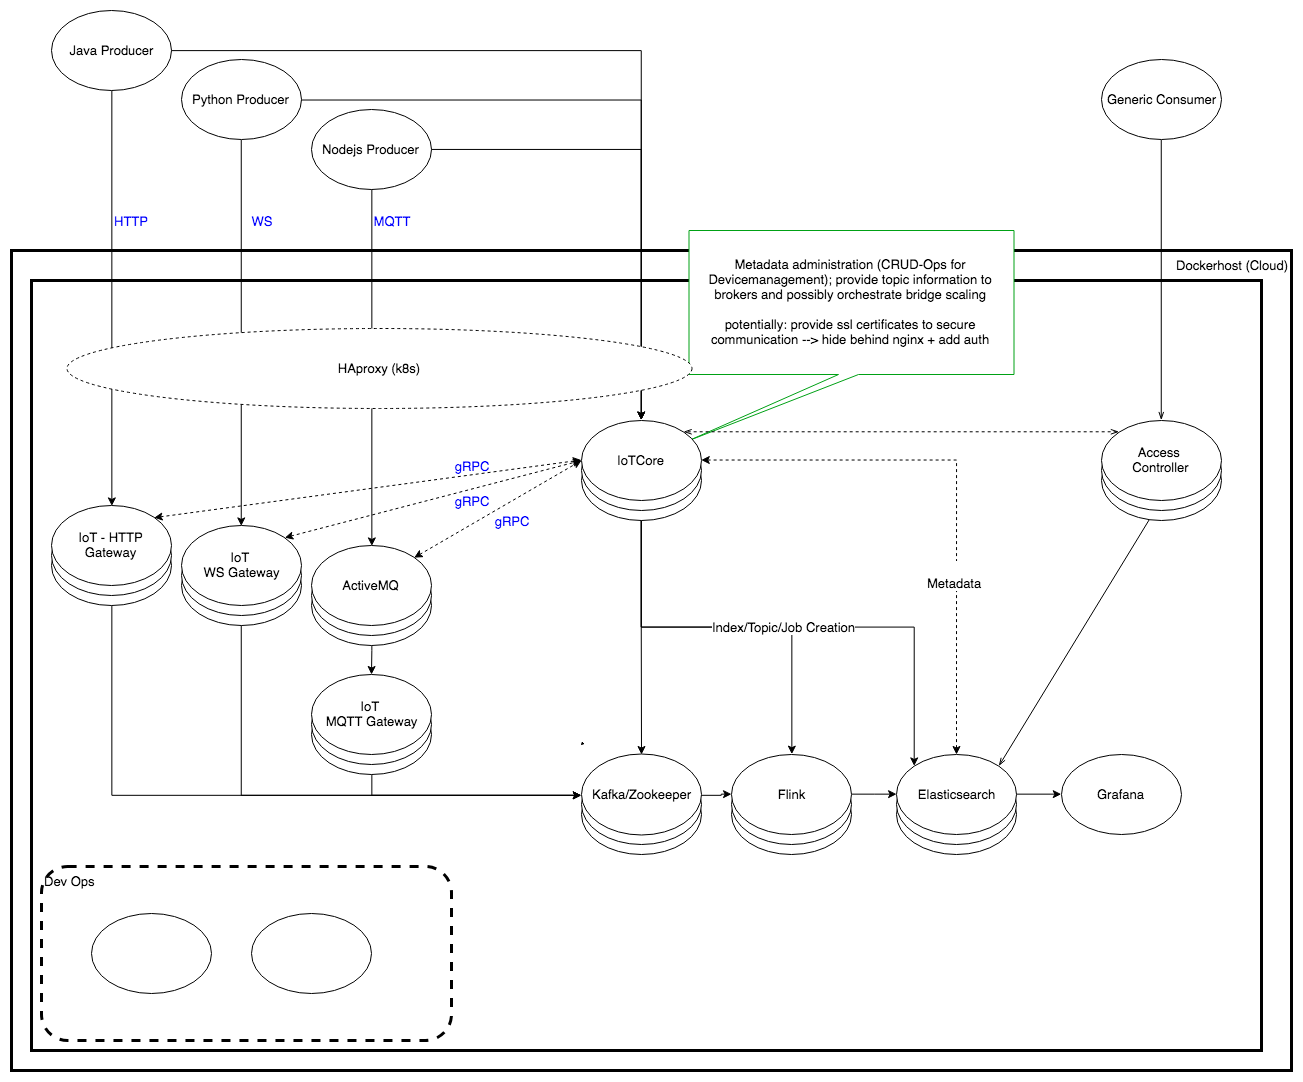 Java Producer
Python Producer
Generic Consumer
Nodejs Producer
HTTP
WS
MQTT
Dockerhost (Cloud)
Metadata administration (CRUD-Ops for
Devicemanagement); provide topic information to
brokers and possibly orchestrate bridge scaling
potentially: provide ssl certificates to secure
communication --> hide behind nginx + add auth
HAproxy (k8s)
IoTCore
Access
Controller
gRPC
gRPC
gRPC
IoT - HTTP
Gateway
IoT
WS Gateway
ActiveMQ
Metadata
Index/Topic/Job Creation
IoT
MQTT Gateway
Kafka/Zookeeper
Flink
Elasticsearch
Grafana
Dev Ops